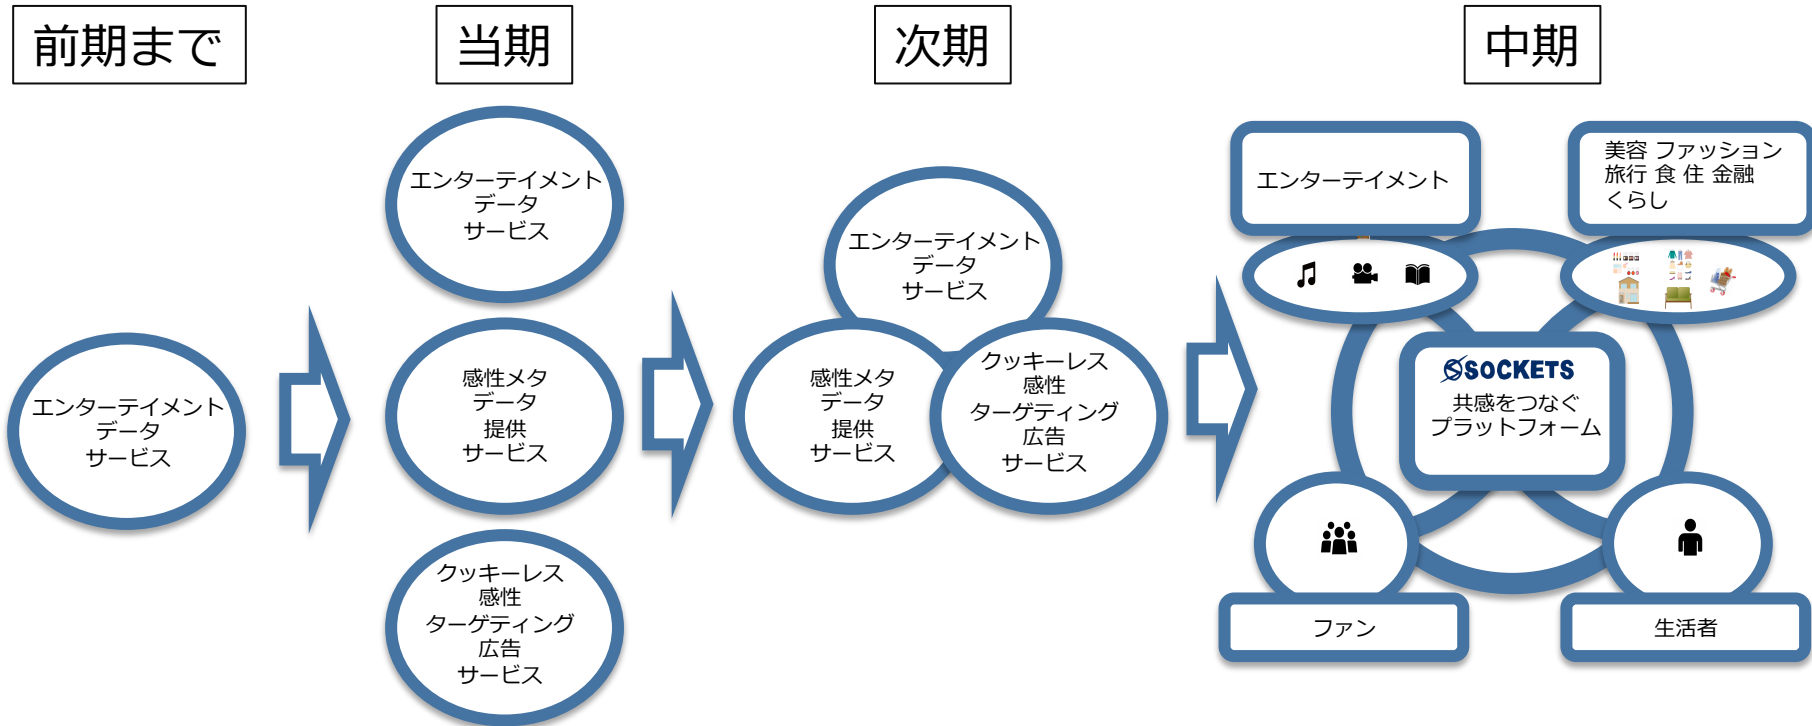 前期まで
エンターテイメント
データ
サービス
当期
エンターテイメント
データ
サービス
感性メタ
データ
提供
サービス
クッキーレス
感性
ターゲティング
広告
サービス
次期
エンターテイメント
データ
サービス
感性メタ
データ
提供
サービス
クッキーレス
感性
ターゲティング
広告
サービス
中期
エンターテイメント
美容 ファッション
旅行 食 住 金融
くらし
SOCKETS
共感をつなぐ
プラットフォーム
ファン
生活者